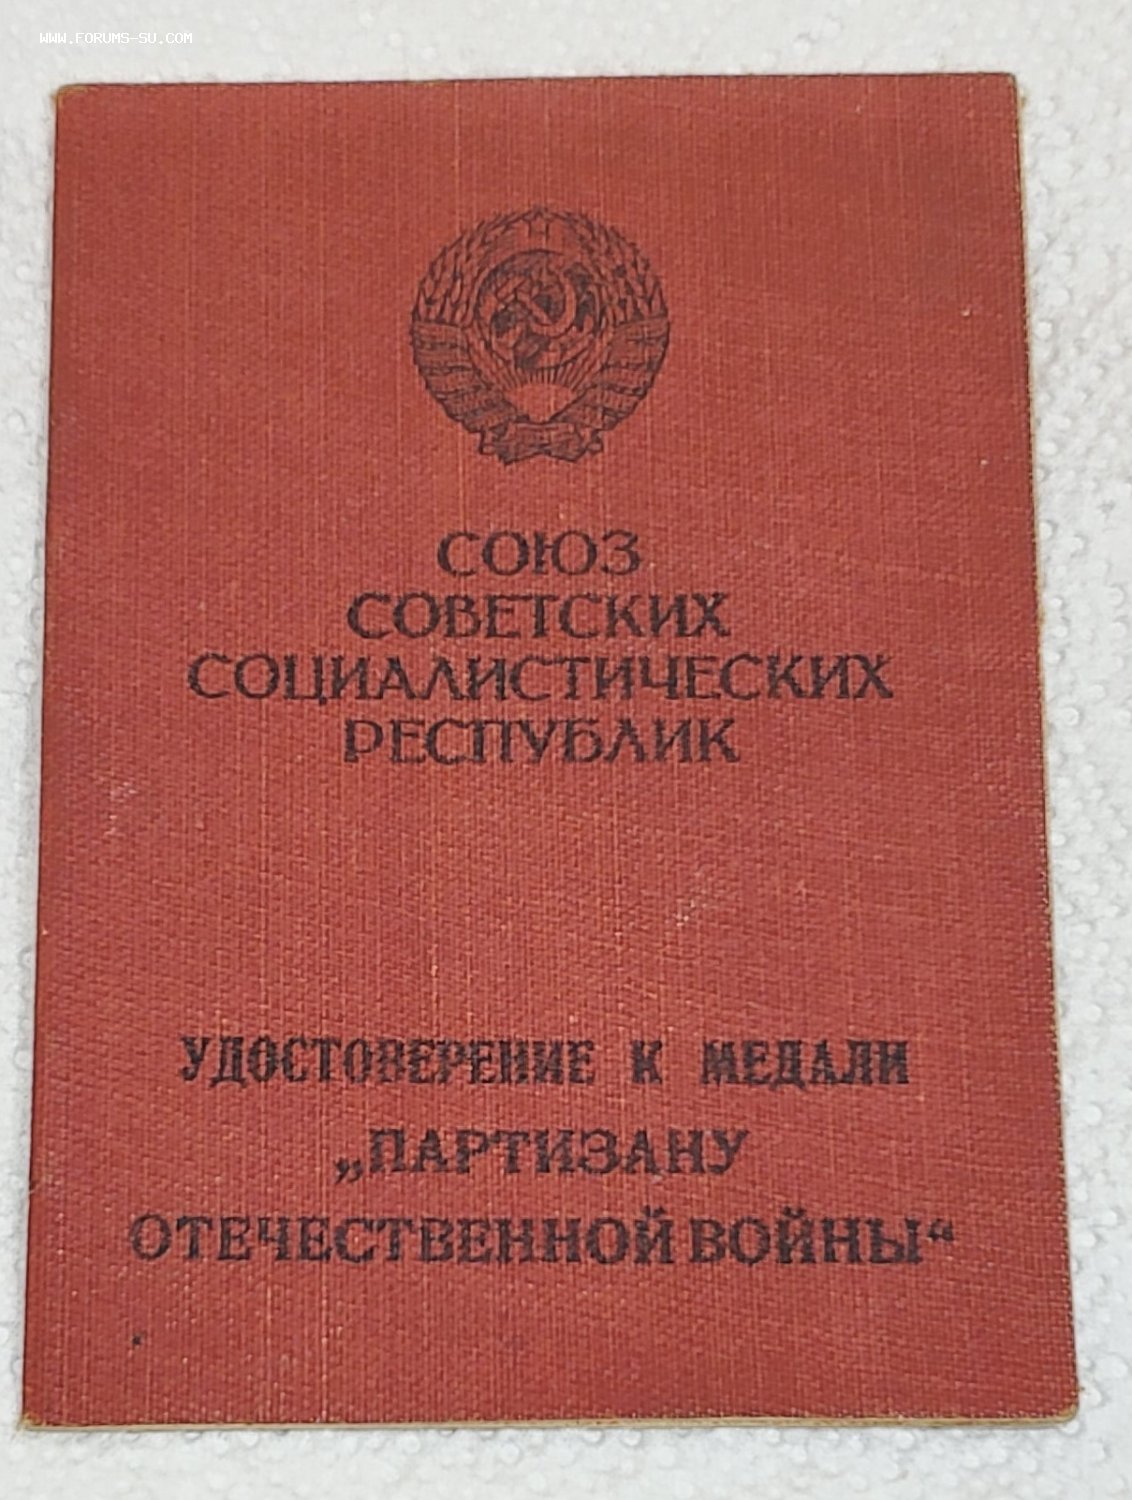 WWW.FORUMS-SU.COM
СОЮЗ
СОВЕТСКИХ
СОЦИАЛИСТИЧЕСКИХ
РЕСПУБЛИК
УДОСТОВЕРЕНИЕ К МЕДАЛИ
„ПАРТИЗАНУ
ОТЕЧЕСТВЕННОЙ ВОЙНЫ“